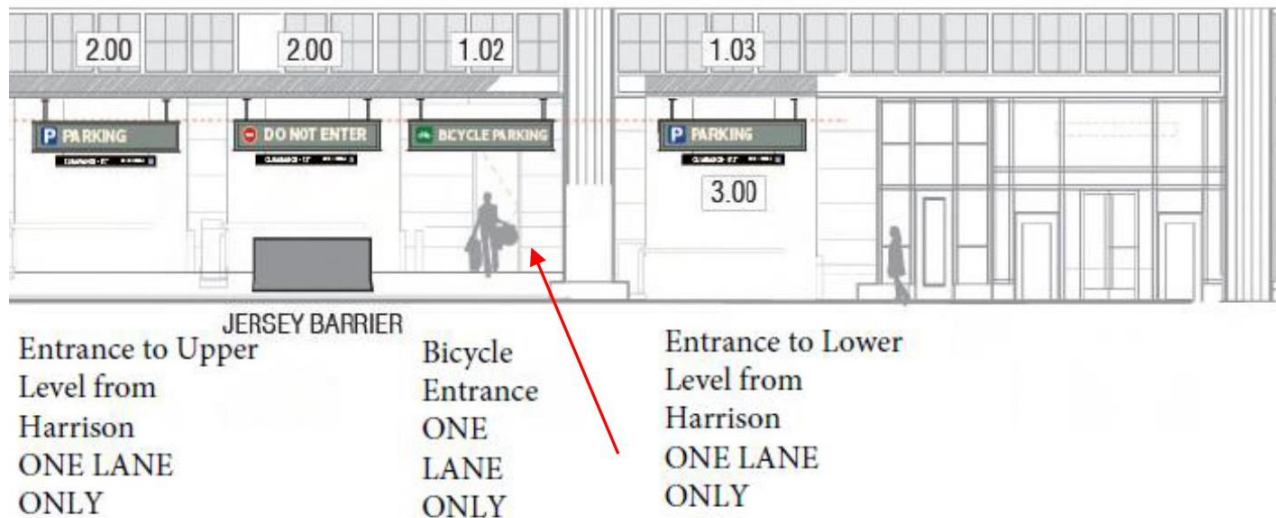 2.00
2.00
1.02
1.03
P PARKING
DO NOT ENTER
BICYCLE PARKING
P PARKING
3.00
JERSEY BARRIER
Entrance to Upper
Level from
Harrison
ONE LANE
ONLY
Bicycle
Entrance
ONE
LANE
ONLY
Entrance to Lower
Level from
Harrison
ONE LANE
ONLY